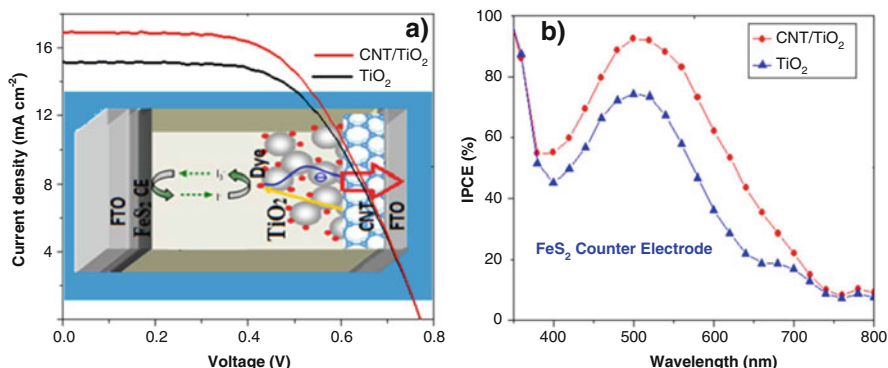 a)
CNT/TiO₂
TiO₂
Current density (mA cm⁻²)
16
12
8
4
0.0 0.2 0.4 0.6 0.8
Voltage (V)
FTO
FeS₂ CE
I₃⁻
I⁻
Dye
TiO₂
e
CNT
FTO
b)
CNT/TiO₂
TiO₂
IPCE (%)
100
80
60
40
20
0
FeS₂ Counter Electrode
400 500 600 700 800
Wavelength (nm)